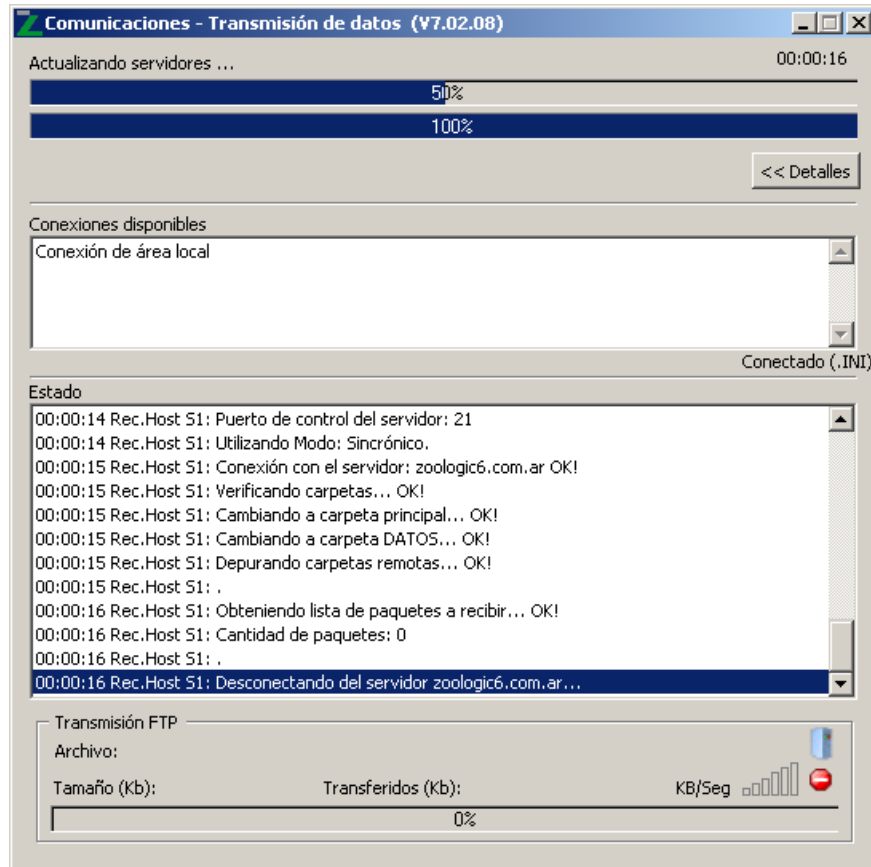 Comunicaciones - Transmisión de datos (V7.02.08)
Actualizando servidores ...
00:00:16
50%
100%
<< Detalles
Conexiones disponibles
Conexión de área local
Conectado (.INI)
Estado
00:00:14 Rec.Host S1: Puerto de control del servidor: 21
00:00:14 Rec.Host S1: Utilizando Modo: Sincrónico.
00:00:15 Rec.Host S1: Conexión con el servidor: zoologic6.com.ar OK!
00:00:15 Rec.Host S1: Verificando carpetas... OK!
00:00:15 Rec.Host S1: Cambiando a carpeta principal... OK!
00:00:15 Rec.Host S1: Cambiando a carpeta DATOS... OK!
00:00:15 Rec.Host S1: Depurando carpetas remotas... OK!
00:00:15 Rec.Host S1: .
00:00:16 Rec.Host S1: Obteniendo lista de paquetes a recibir... OK!
00:00:16 Rec.Host S1: Cantidad de paquetes: 0
00:00:16 Rec.Host S1: .
00:00:16 Rec.Host S1: Desconectando del servidor zoologic6.com.ar...
Transmisión FTP
Archivo:
Tamaño (Kb):
Transferidos (Kb):
KB/Seg
0%